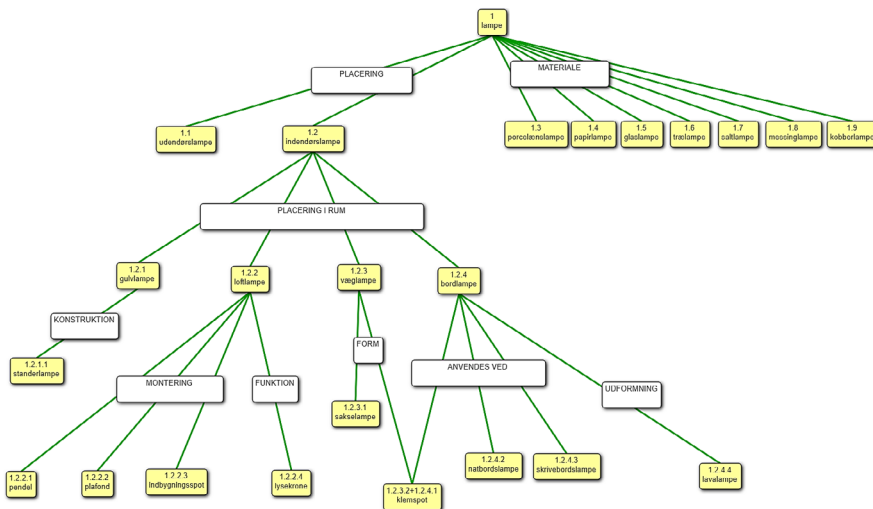 1
lampe
PLACERING
MATERIALE
1.1
udendørslampe
1.2
indendørslampe
1.3
porcelænslampe
1.4
papirlampe
1.5
glaslampe
1.6
trælampe
1.7
saltlampe
1.8
messinglampe
1.9
kobberlampe
PLACERING I RUM
1.2.1
gulvlampe
1.2.2
loftlampe
1.2.3
væglampe
1.2.4
bordlampe
KONSTRUKTION
FORM
1.2.1.1
standerlampe
MONTERING
FUNKTION
ANVENDES VED
UDFORMNING
1.2.3.1
sakselampe
1.2.2.1
pendel
1.2.2.2
plafond
1.2.2.3
indbygningsspot
1.2.2.4
lysekrone
1.2.3.2+1.2.4.1
klemspot
1.2.4.2
natbordslampe
1.2.4.3
skrivebordslampe
1.2.4.4
lavalampe